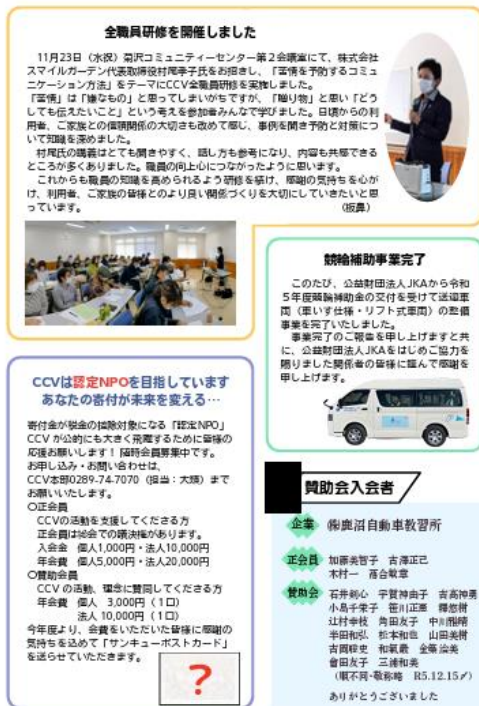 全職員研修を開催しました
11月23日（水祝）菊沢コミュニティーセンター第２会議室にて、株式会社
スマイルガーデン代表取締役村尾孝子氏をお招きし、「苦情を予防するコミュ
ニケーション方法」をテーマにCCV全職員研修を実施しました。
「苦情」は「嫌なもの」と思ってしまいがちですが、「贈り物」と思い「どう
しても伝えたいこと」という考えを参加者みんなで学びました。日頃からの利
用者、ご家族との信頼関係の大切さも改めて感じ、事例を聞き予防と対策につ
いて知識を深めました。
村尾氏の講義はとても聞きやすく、話し方も参考になり、内容も共感できる
ところが多くありました。職員の向上心につながったように思います。
これからも職員の知識を高められるよう研修を続け、感謝の気持ちを心が
け、利用者、ご家族の皆様とのより良い関係づくりを大切にしていきたいと思
っています。
（板鼻）
競輪補助事業完了
このたび、公益財団法人JKAから令和
５年度競輪補助金の交付を受けて送迎車
両（車いす仕様・リフト式車両）の整備
事業を完了いたしました。
事業完了のご報告を申し上げますと共
に、公益財団法人JKAをはじめご協力を
賜りました関係者の皆様に謹んで感謝を
申し上げます。
CCVは認定NPOを目指しています
あなたの寄付が未来を変える…
寄付金が税金の控除対象になる「認定NPO」
CCV が公的にも大きく飛躍するために皆様の
応援お願いします！ 随時会員募集中です。
お申し込み・お問い合わせは、
CCV本部0289-74-7070（担当：大類）まで
お願いいたします。
○正会員
CCVの活動を支援してくださる方
正会員は総会での議決権があります。
入会金　個人1,000円・法人10,000円
年会費　個人5,000円・法人20,000円
○賛助会員
CCV の活動、理念に賛同してくださる方
年会費　個人　3,000円（１口）
法人 10,000円（１口）
今年度より、会費をいただいた皆様に感謝の
気持ちを込めて「サンキューポストカード」
を送らせていただきます。
?
賛助会入会者
企業　㈱鹿沼自動車教習所
正会員　加藤美智子　古澤正己
木村一　落合敏章
賛助会　石井剣心　宇賀神由子　吉高神勇
小島千栄子　笹川正亜　釋悠樹
辻村幸枝　角田友子　中川雅晴
半田和弘　松本和也　山田美樹
吉岡　和氣　金築治美
會田友子　三浦和美
（順不同・敬称略　R5.12.15〆）
ありがとうございました